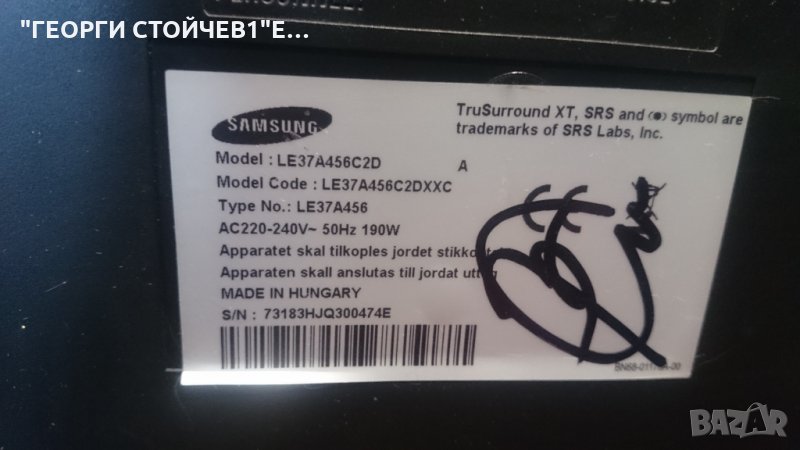 "ГЕОРГИ СТОЙЧЕВ1"Е...
SAMSUNG
TruSurround XT, SRS and (●) symbol are
trademarks of SRS Labs, Inc.
Model : LE37A456C2D A
Model Code : LE37A456C2DXXC
Type No.: LE37A456
AC220-240V~ 50Hz 190W
Apparatet skal tilkoples jordet
Apparaten skall anslutas till jordat
MADE IN HUNGARY
S/N : 73183HJQ300474E
BAZAR